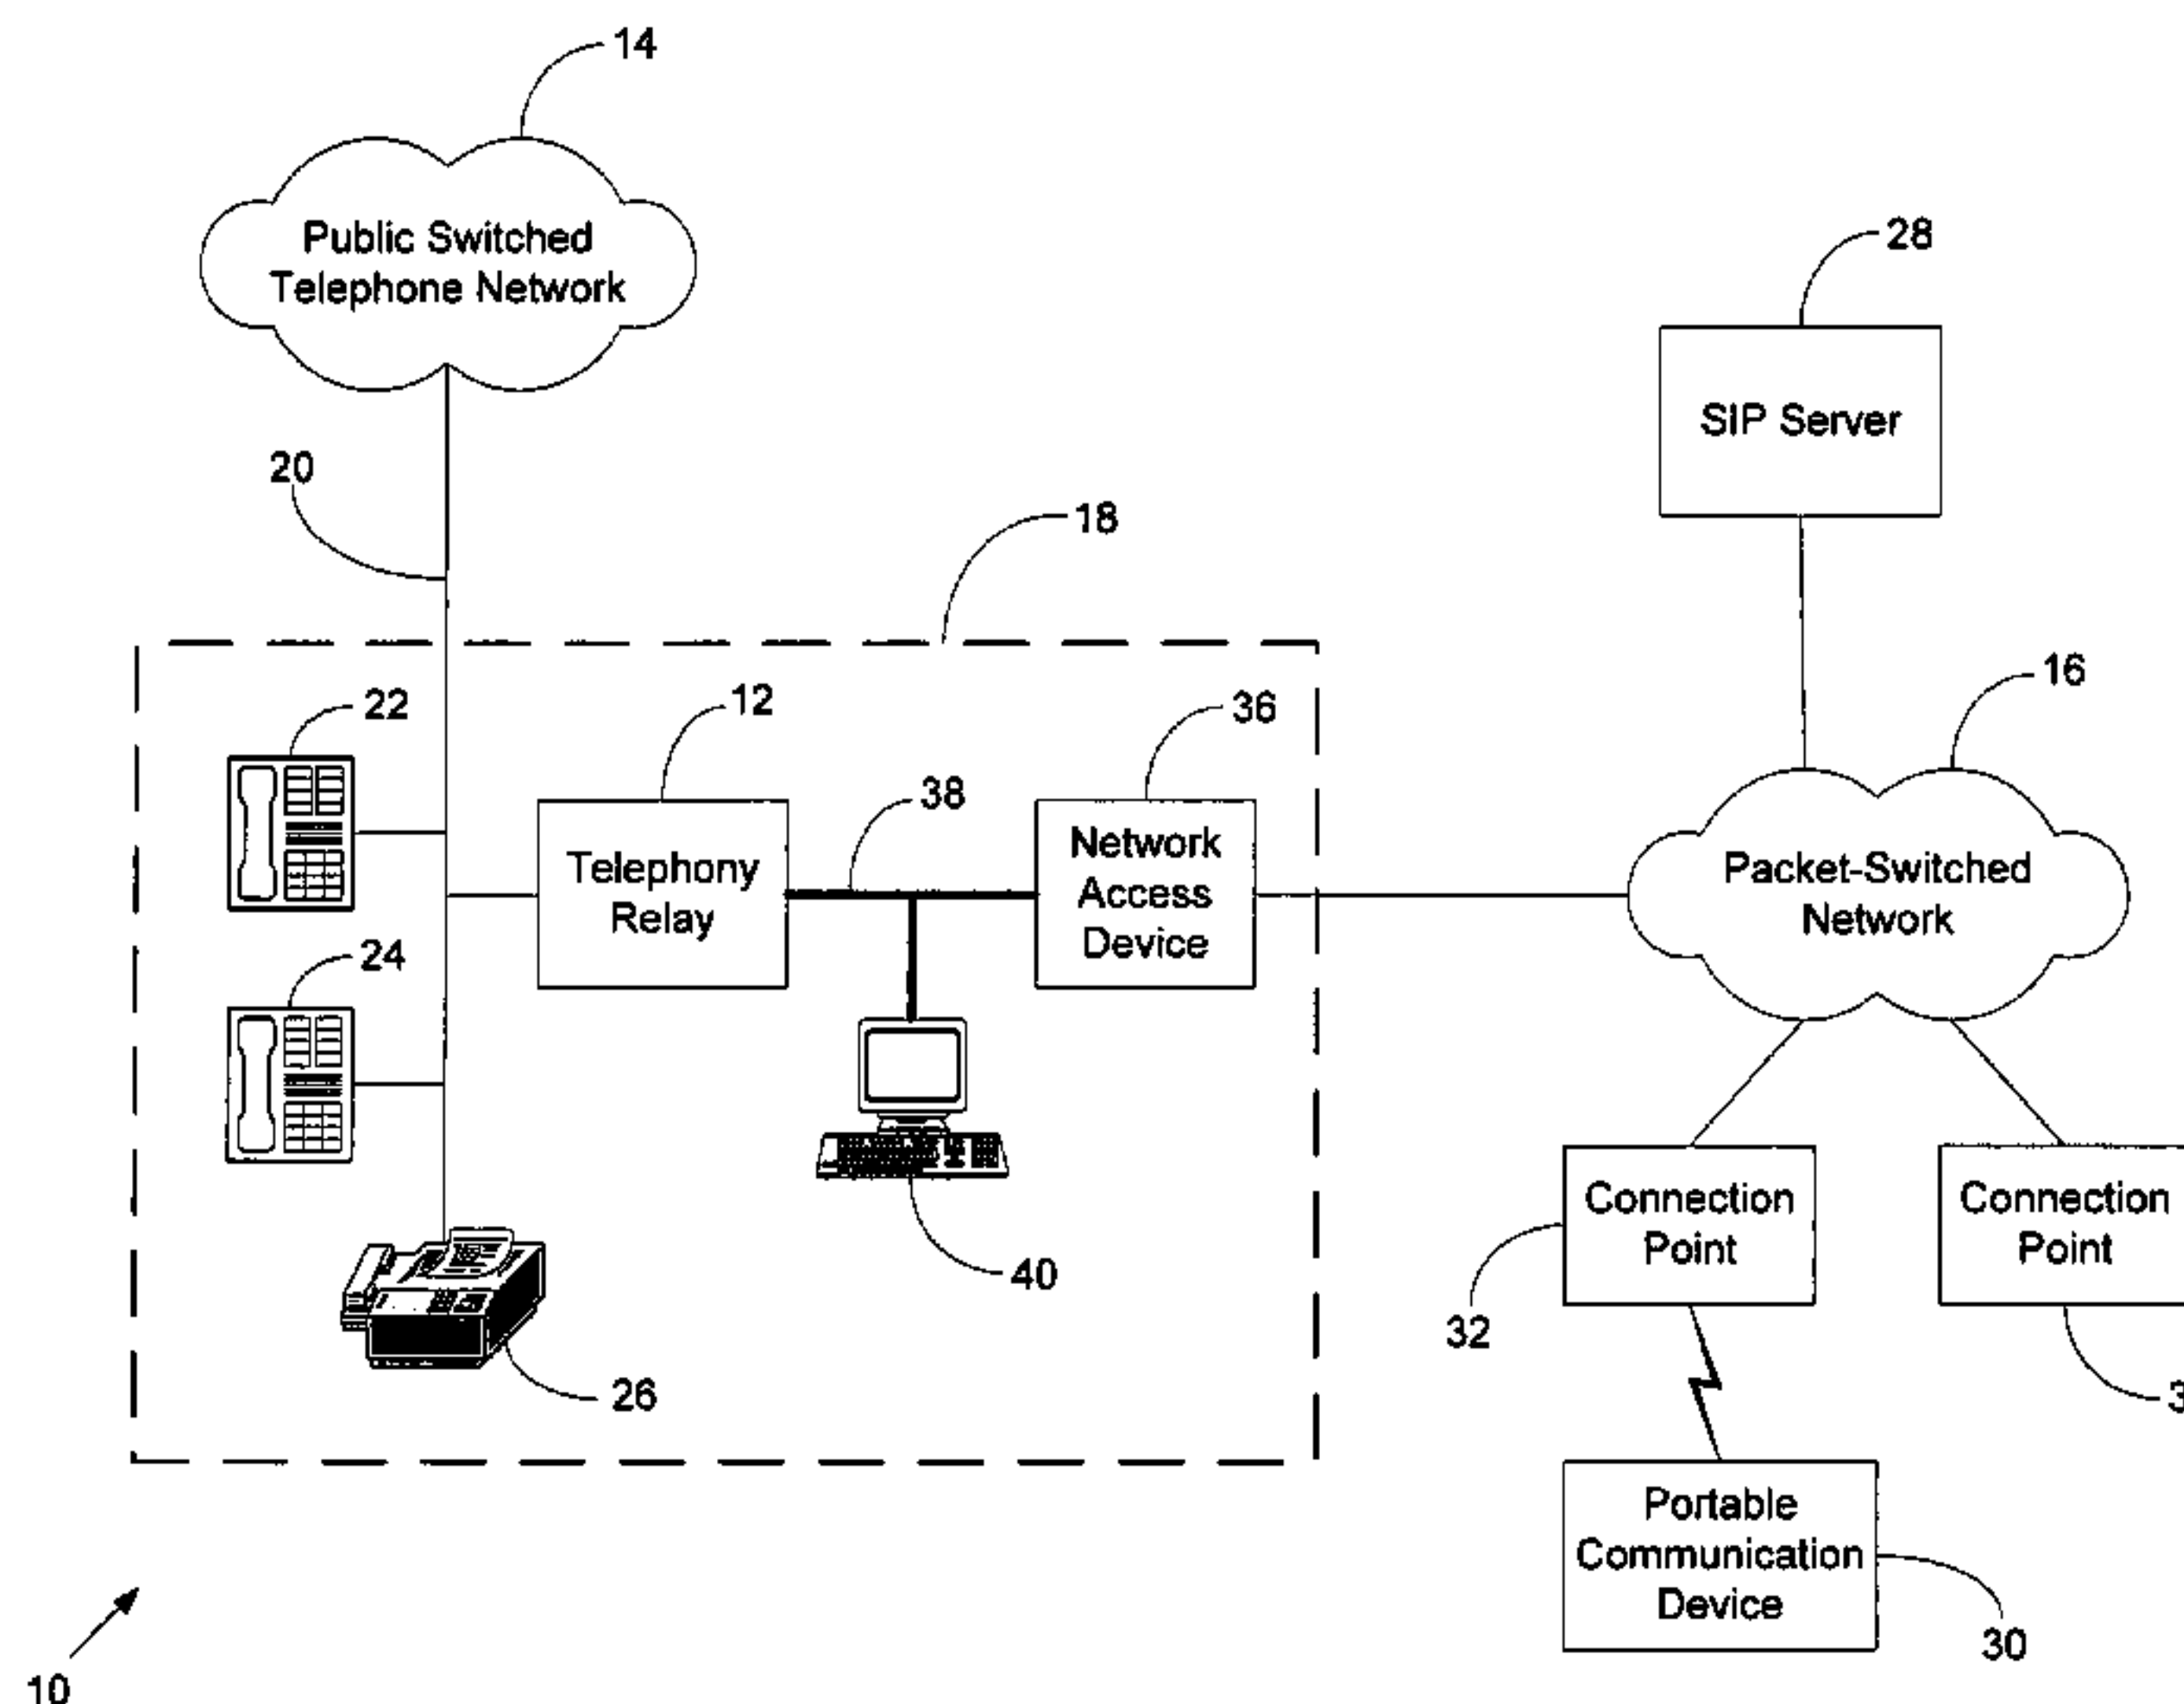 14
Public Switched
Telephone Network
28
SIP Server
20
18
16
22
12
36
38
Telephony
Relay
Network
Access
Device
Packet-Switched
Network
24
40
Connection
Point
Connection
Point
32
26
Portable
Communication
Device
30
10